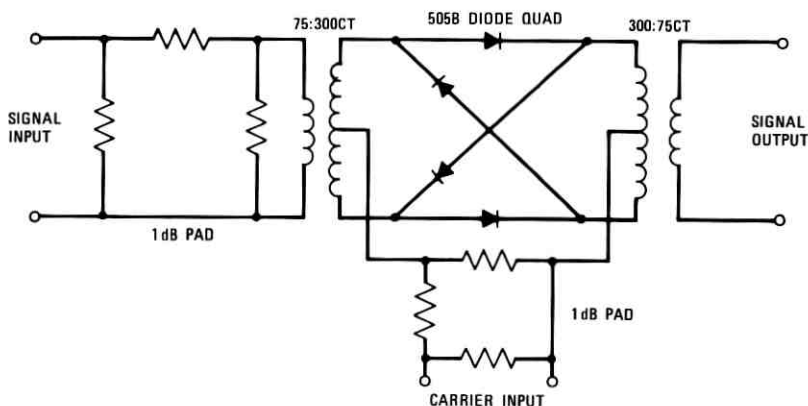 75:300CT
505B DIODE QUAD
300:75CT
SIGNAL
INPUT
SIGNAL
OUTPUT
1dB PAD
1dB PAD
CARRIER INPUT